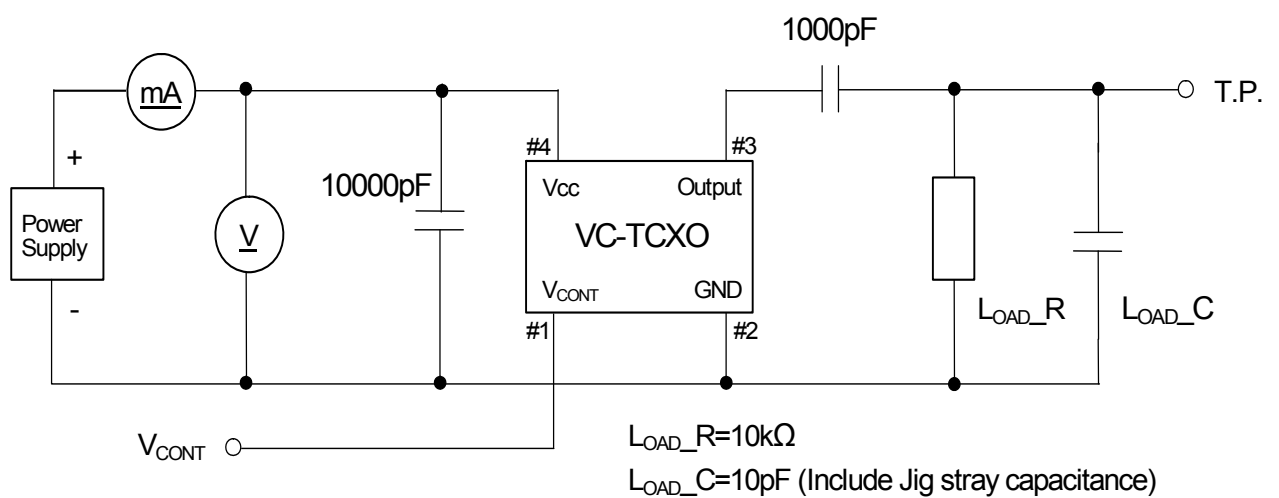 1000pF
mA
T.P.
#4
#3
+
10000pF
Vcc
Output
Power
Supply
V
VC-TCXO
-
VCONT
GND
#1
#2
LOAD_R
LOAD_C
VCONT
LOAD_R=10kΩ
LOAD_C=10pF (Include Jig stray capacitance)